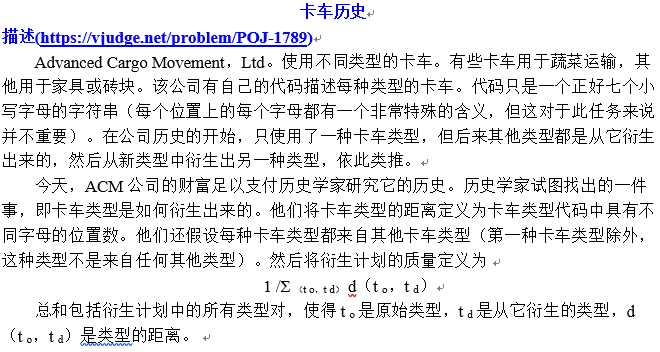 卡车历史
描述(https://vjudge.net/problem/POJ-1789)
Advanced Cargo Movement，Ltd。使用不同类型的卡车。有些卡车用于蔬菜运输，其
他用于家具或砖块。该公司有自己的代码描述每种类型的卡车。代码只是一个正好七个小
写字母的字符串（每个位置上的每个字母都有一个非常特殊的含义，但这对于此任务来说
并不重要）。在公司历史的开始，只使用了一种卡车类型，但后来其他类型都是从它衍生
出来的，然后从新类型中衍生出另一种类型，依此类推。
今天，ACM 公司的财富足以支付历史学家研究它的历史。历史学家试图找出的一件
事，即卡车类型是如何衍生出来的。他们将卡车类型的距离定义为卡车类型代码中具有不
同字母的位置数。他们还假设每种卡车类型都来自其他卡车类型（第一种卡车类型除外，
这种类型不是来自任何其他类型）。然后将衍生计划的质量定义为
1 /Σ（to，td）d（to，td）
总和包括衍生计划中的所有类型对，使得 to 是原始类型，td 是从它衍生的类型，d
（to，td）是类型的距离。